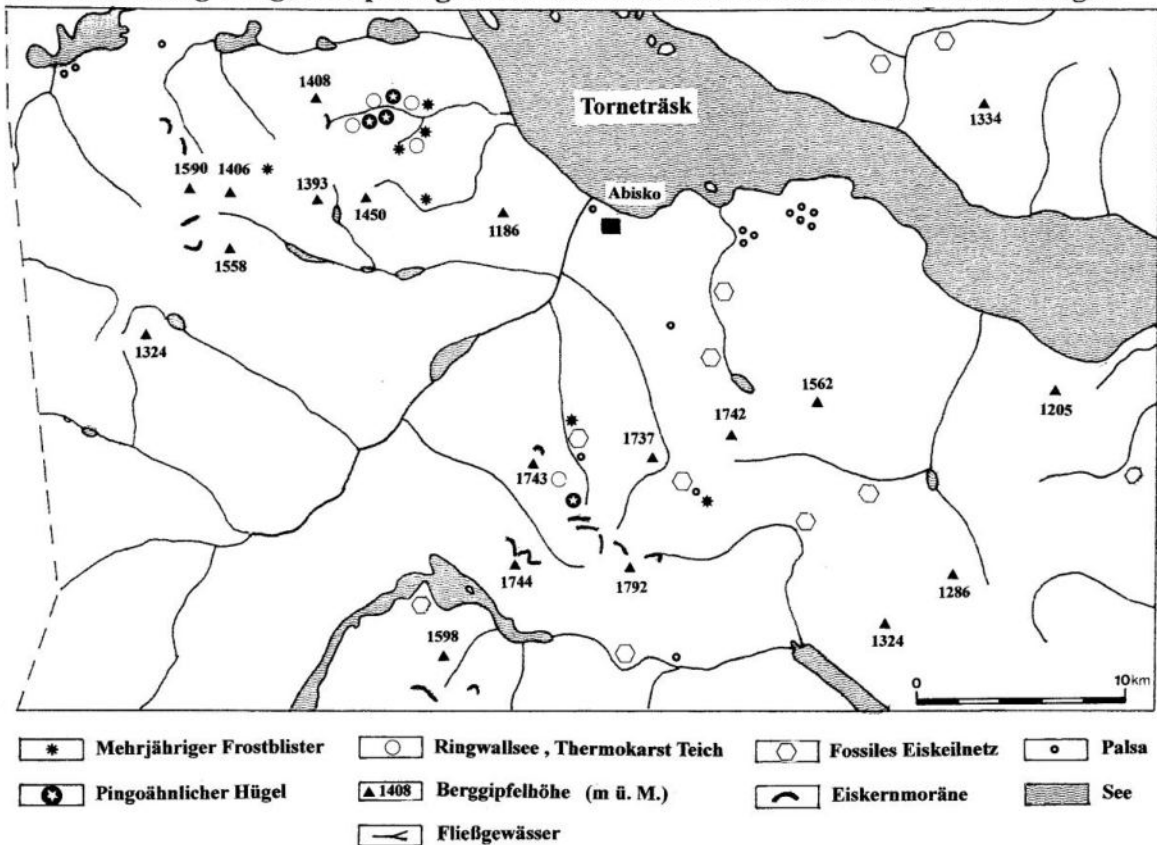 1408
Torneträsk
1334
1590 1406
1393
1450
Abisko
1186
1558
1324
1562
1205
1742
1737
1743
1744
1792
1286
1324
1598
0 10km
Mehrjähriger Frostblister
Ringwallsee, Thermokarst Teich
Fossiles Eiskeilnetz
Palsa
Pingoähnlicher Hügel
1408 Berggipfelhöhe (m ü. M.)
Eiskernmoräne
See
Fließgewässer